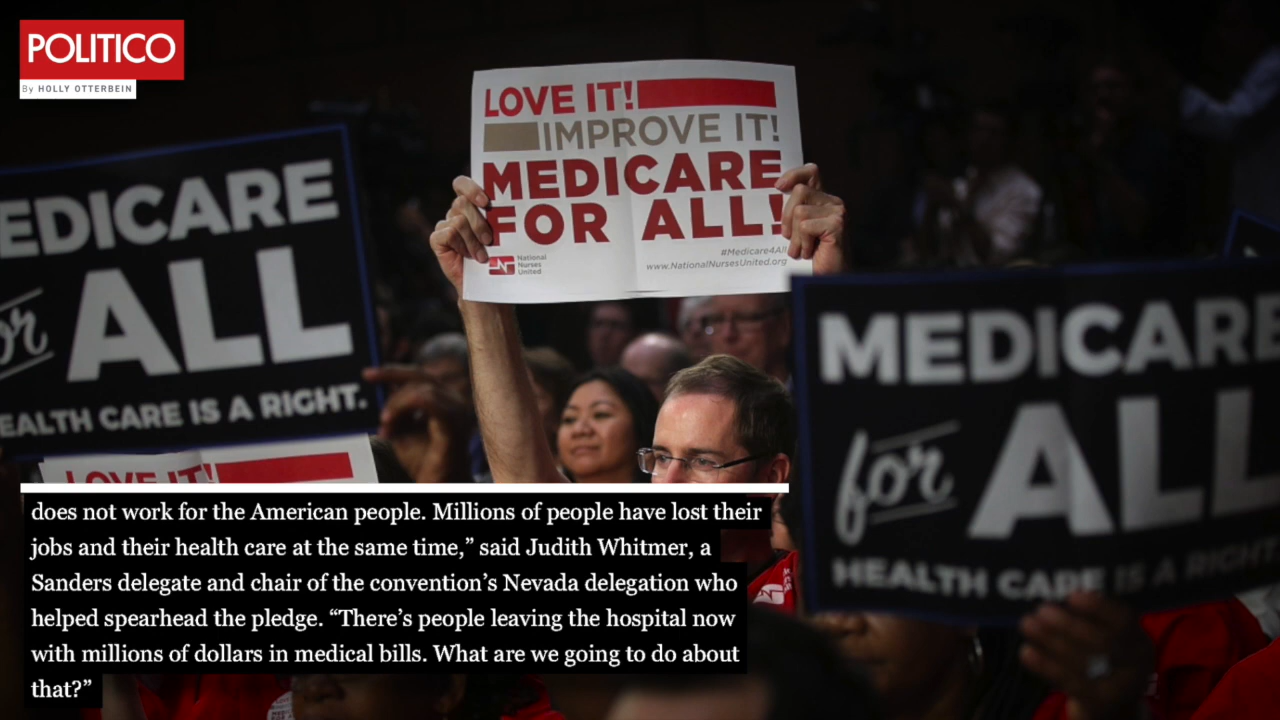 POLITICO
By HOLLY OTTERBEIN
LOVE IT!
IMPROVE IT!
MEDICARE
FOR ALL!
National
Nurses
United
#Medicare4All
www.NationalNursesUnited.org
EDICARE
for
ALL
EALTH CARE IS A RIGHT.
LOVE IT!
MEDICARE
for
ALL
HEALTH CARE IS A RIGHT
does not work for the American people. Millions of people have lost their
jobs and their health care at the same time,” said Judith Whitmer, a
Sanders delegate and chair of the convention’s Nevada delegation who
helped spearhead the pledge. “There’s people leaving the hospital now
with millions of dollars in medical bills. What are we going to do about
that?”